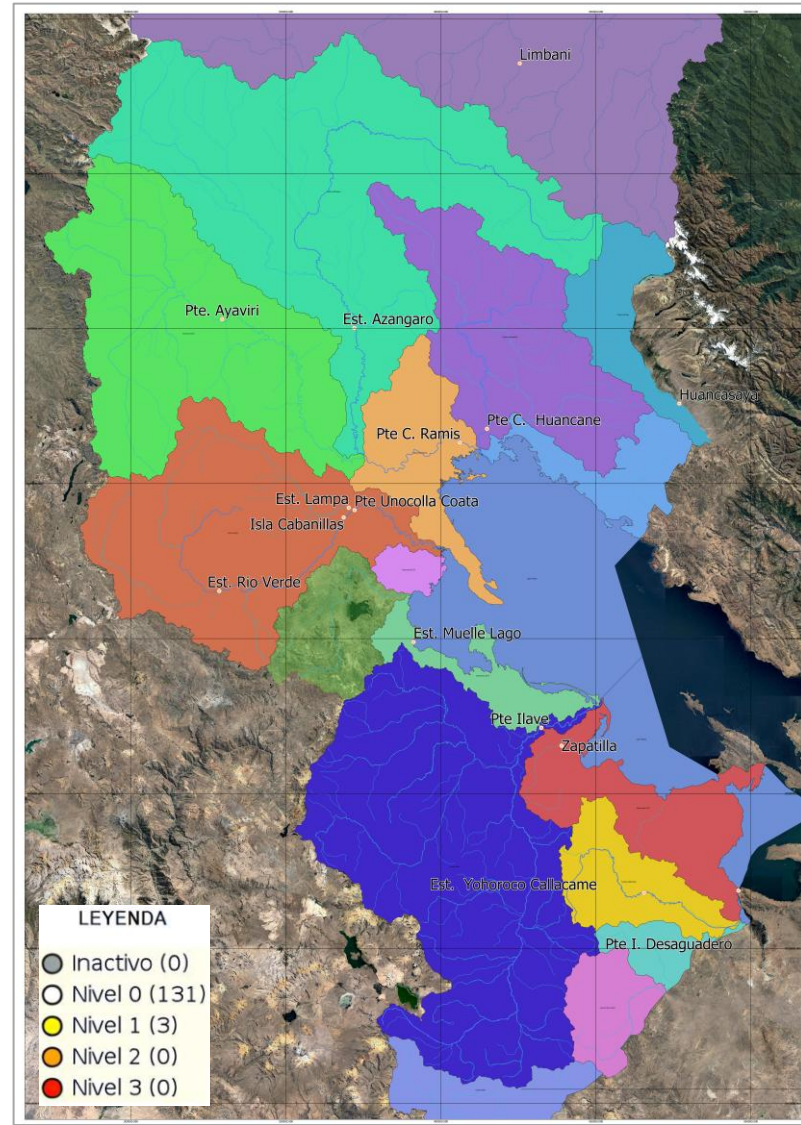 Limbani
Pte. Ayaviri
Est. Azangaro
Huancasaya
Pte C. Ramis
Pte C. Huancane
Est. Lampa
Pte Unocolla Coata
Isla Cabanillas
Est. Rio Verde
Est. Muelle Lago
Pte Ilave
Zapatilla
Est. Yohoroco Callacame
Pte I. Desaguadero
LEYENDA
Inactivo (0)
Nivel 0 (131)
Nivel 1 (3)
Nivel 2 (0)
Nivel 3 (0)